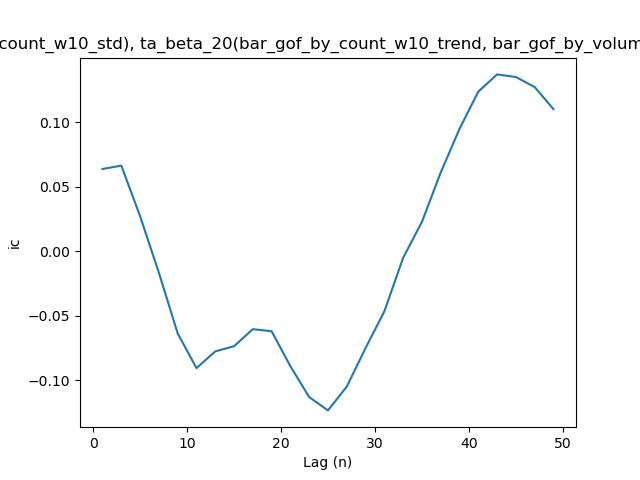 count_w10_std), ta_beta_20(bar_gof_by_count_w10_trend, bar_gof_by_volum
0.10
0.05
0.00
−0.05
−0.10
ic
0 10 20 30 40 50
Lag (n)